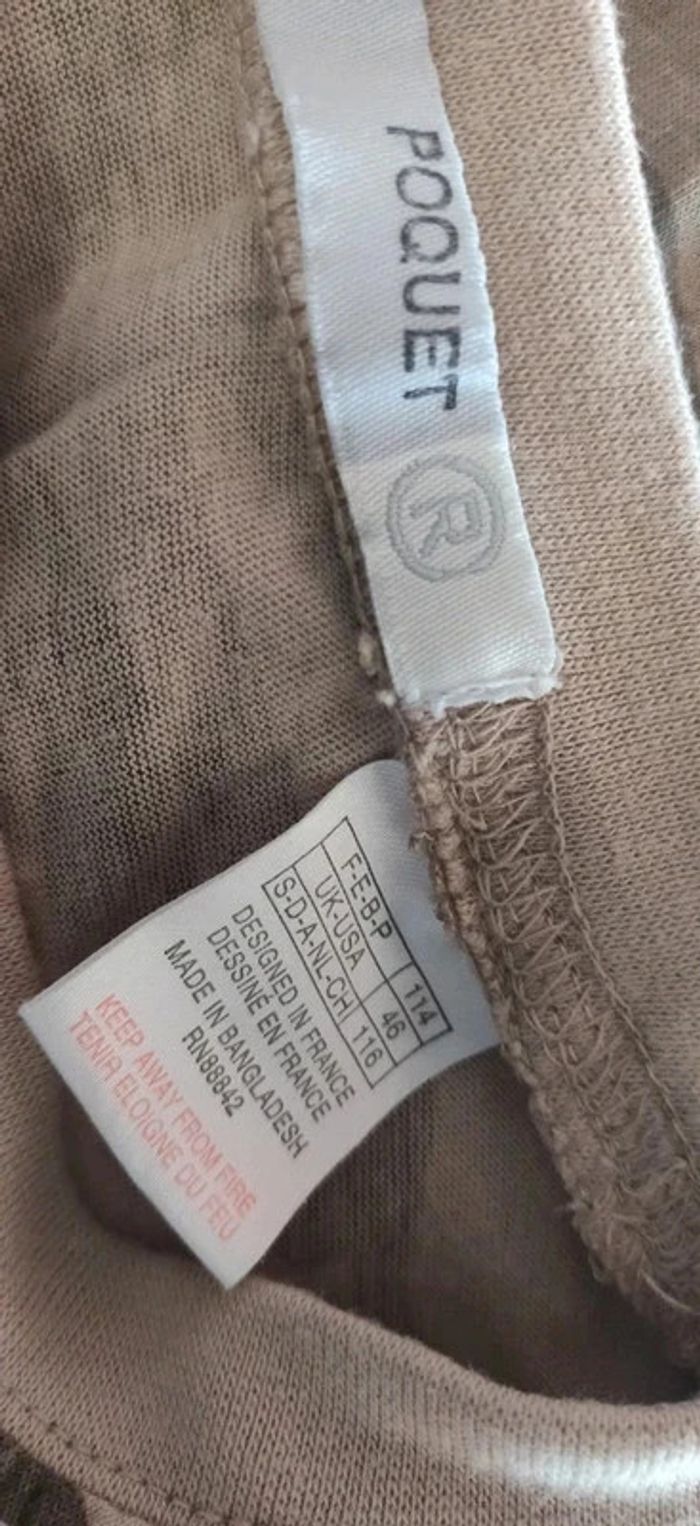 POQUET
R
F-E-B-P 114
UK-USA 46
S-D-A-NL-CH 116
DESIGNED IN FRANCE
DESSINÉ EN FRANCE
MADE IN BANGLADESH
RN88842
KEEP AWAY FROM FIRE
TENIR ELOIGNE DU FEU